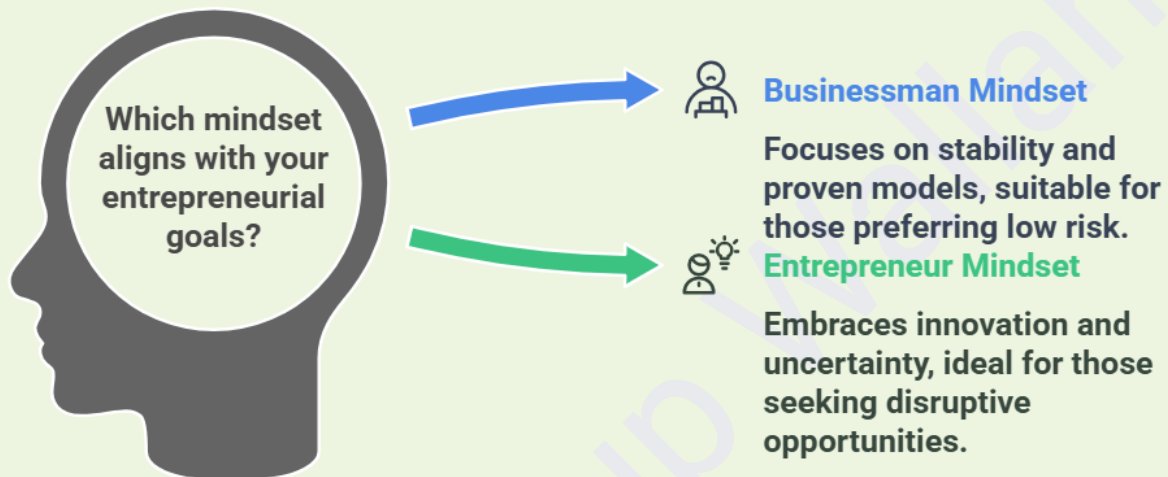 Which mindset
aligns with your
entrepreneurial
goals?
Businessman Mindset
Focuses on stability and
proven models, suitable for
those preferring low risk.
Entrepreneur Mindset
Embraces innovation and
uncertainty, ideal for those
seeking disruptive
opportunities.